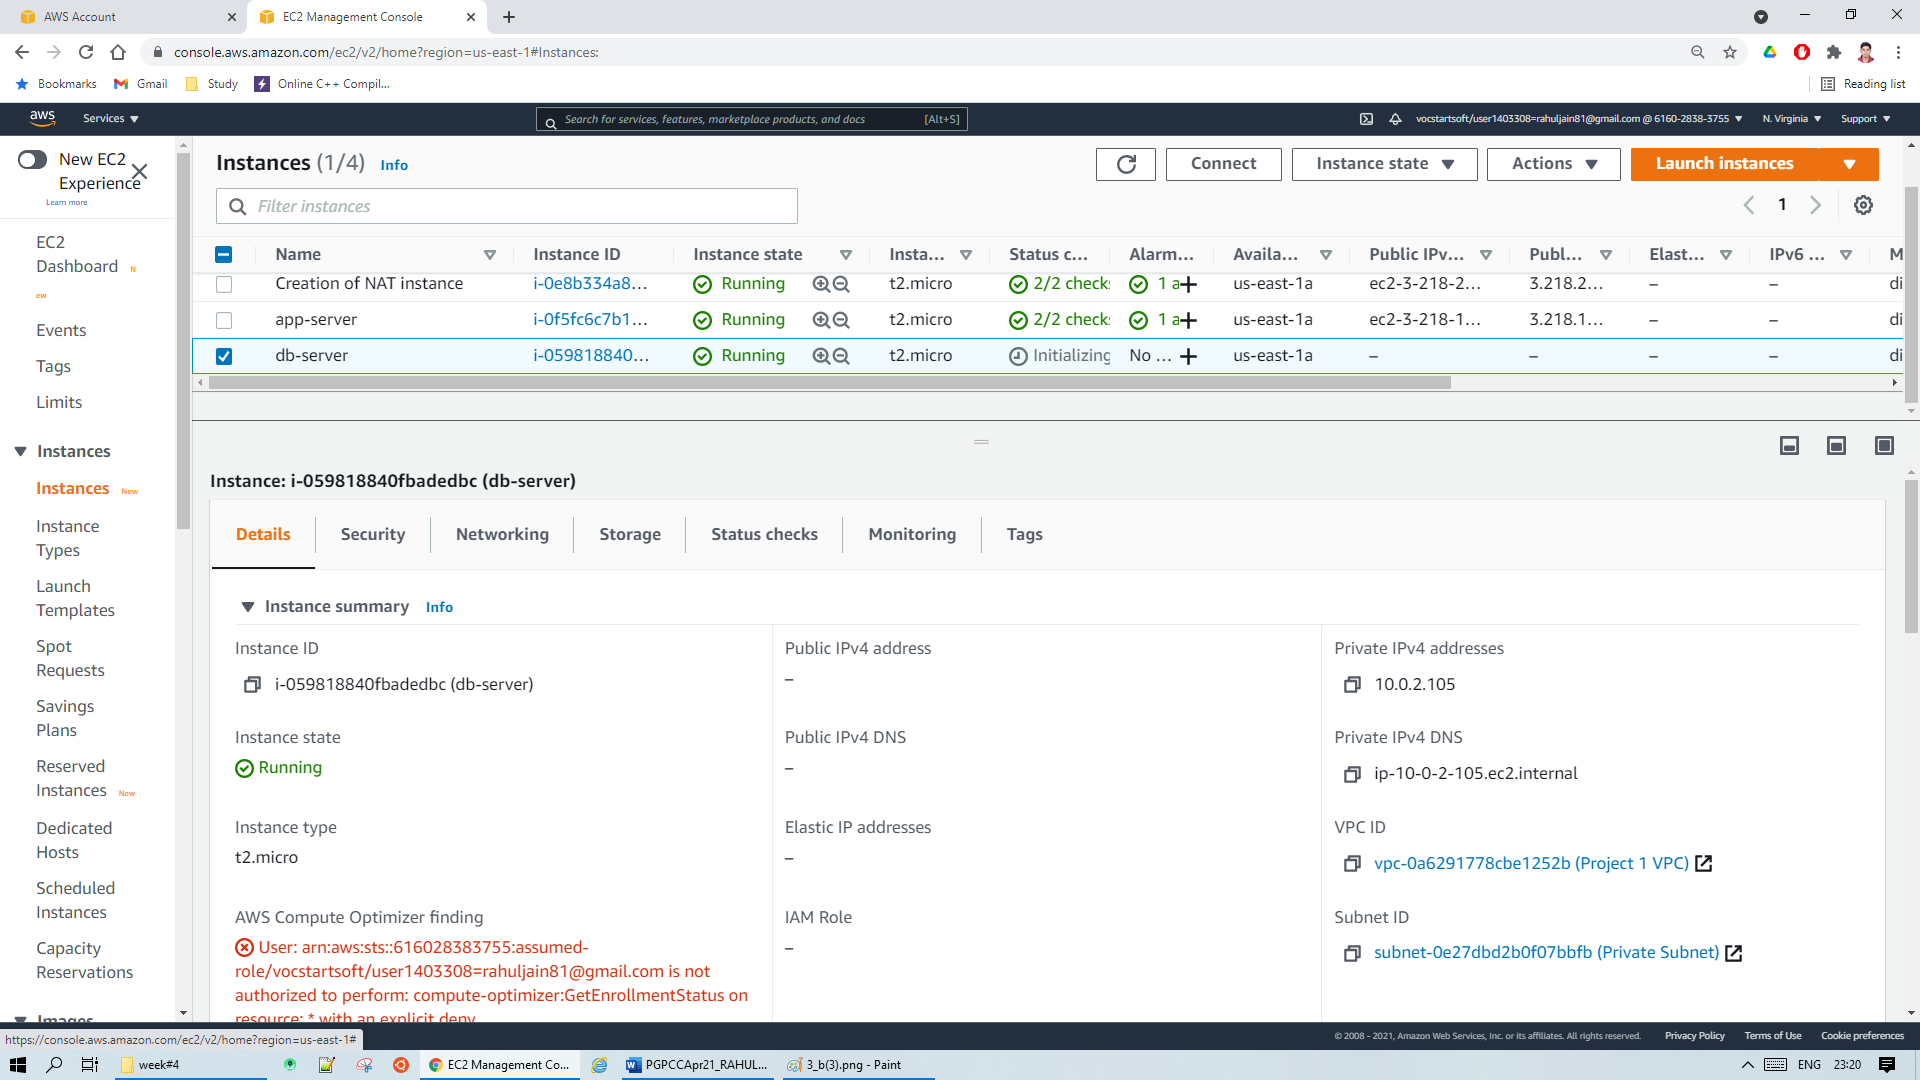 AWS Account
EC2 Management Console
console.aws.amazon.com/ec2/v2/home?region=us-east-1#Instances:
Bookmarks
Gmail
Study
Online C++ Compil...
Reading list
aws
Services
Search for services, features, marketplace products, and docs
[Alt+S]
vocstartsoft/user1403308=rahuljain81@gmail.com @ 6160-2838-3755
N. Virginia
Support
New EC2
Experience
Learn more
EC2
Dashboard
N
ew
Events
Tags
Limits
Instances
Instances New
Instance
Types
Launch
Templates
Spot
Requests
Savings
Plans
Reserved
Instances New
Dedicated
Hosts
Scheduled
Instances
Capacity
Reservations
Images
Instances (1/4) Info
Connect
Instance state
Actions
Launch instances
Filter instances
1
Name Instance ID Instance state Insta... Status c... Alarm... Availa... Public IPv... Publ... Elast... IPv6 ... M
Creation of NAT instance i-0e8b334a8... Running t2.micro 2/2 checks 1 a us-east-1a ec2-3-218-2... 3.218.2... – – di
app-server i-0f5fc6c7b1... Running t2.micro 2/2 checks 1 a us-east-1a ec2-3-218-1... 3.218.1... – – di
db-server i-059818840... Running t2.micro Initializing No ... us-east-1a – – – – di
Instance: i-059818840fbadedbc (db-server)
Details
Security
Networking
Storage
Status checks
Monitoring
Tags
Instance summary Info
Instance ID
i-059818840fbadedbc (db-server)
Public IPv4 address
–
Private IPv4 addresses
10.0.2.105
Instance state
Running
Public IPv4 DNS
–
Private IPv4 DNS
ip-10-0-2-105.ec2.internal
Instance type
t2.micro
Elastic IP addresses
–
VPC ID
vpc-0a6291778cbe1252b (Project 1 VPC)
AWS Compute Optimizer finding
User: arn:aws:sts::616028383755:assumed-
role/vocstartsoft/user1403308=rahuljain81@gmail.com is not
authorized to perform: compute-optimizer:GetEnrollmentStatus on
resource: * with an explicit deny
IAM Role
–
Subnet ID
subnet-0e27dbd2b0f07bbfb (Private Subnet)
https://console.aws.amazon.com/ec2/v2/home?region=us-east-1#
© 2008 - 2021, Amazon Web Services, Inc. or its affiliates. All rights reserved.
Privacy Policy
Terms of Use
Cookie preferences
week#4
EC2 Management Co...
PGPCCApr21_RAHUL...
3_b(3).png - Paint
ENG
23:20